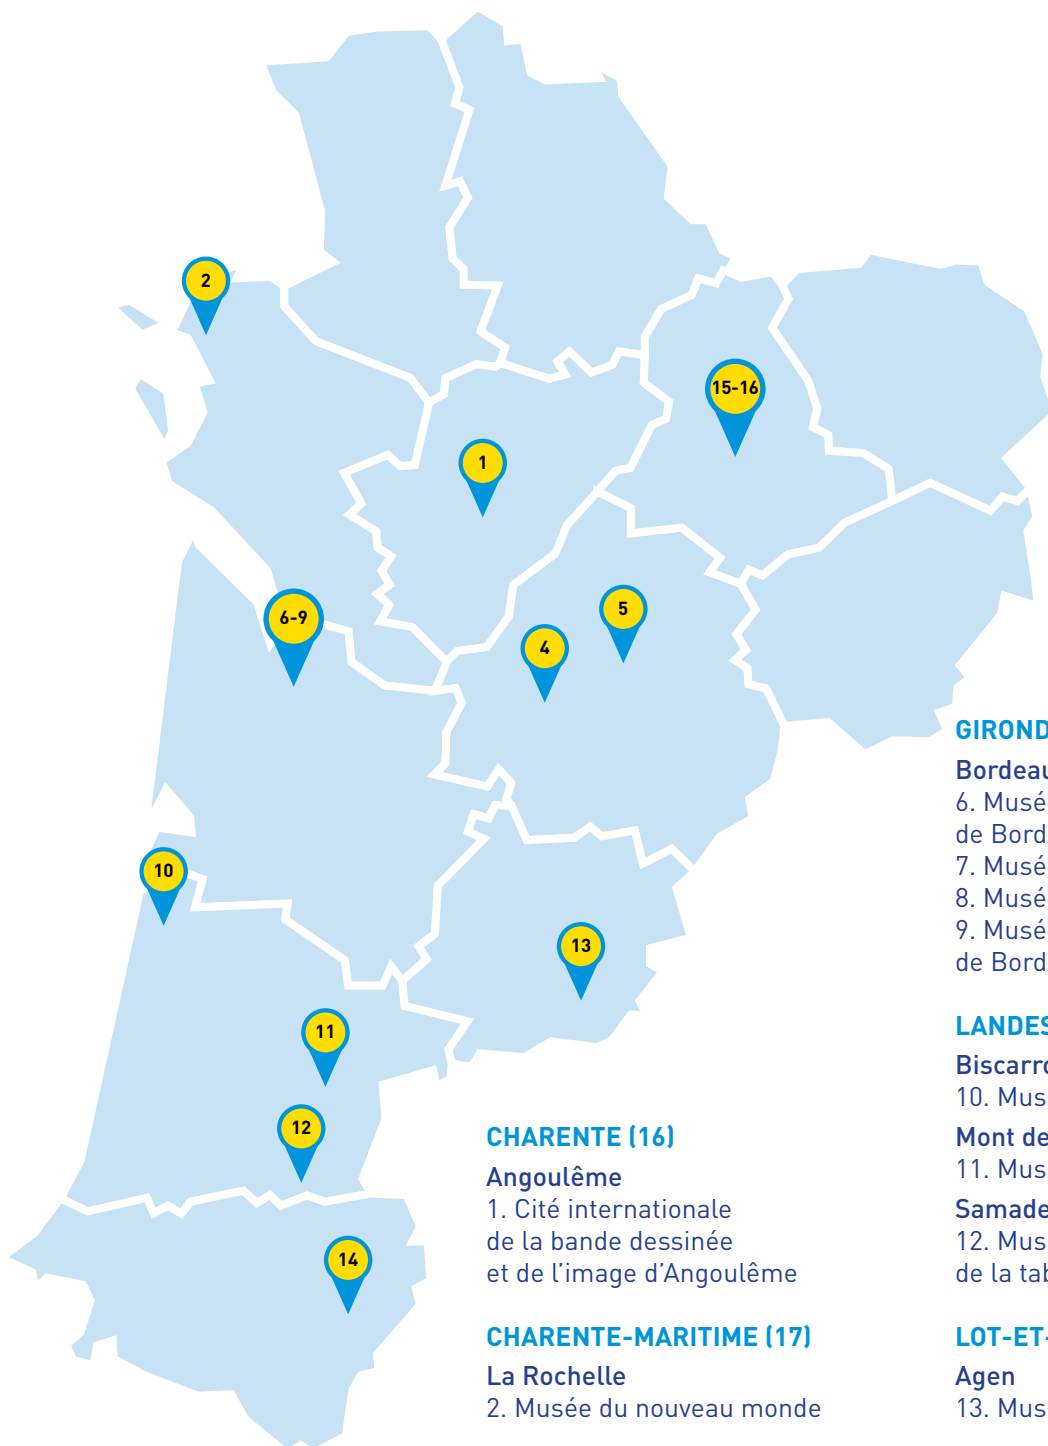 2
15-16
1
5
6-9
4
10
13
11
12
14
CHARENTE (16)
Angoulême
1. Cité internationale
de la bande dessinée
et de l'image d'Angoulême
CHARENTE-MARITIME (17)
La Rochelle
2. Musée du nouveau monde
GIROND
Bordeau
6. Musé
de Bord
7. Musé
8. Musé
9. Musé
de Bord
LANDES
Biscarro
10. Mus
Mont de
11. Mus
Samade
12. Mus
de la tab
LOT-ET-
Agen
13. Mus